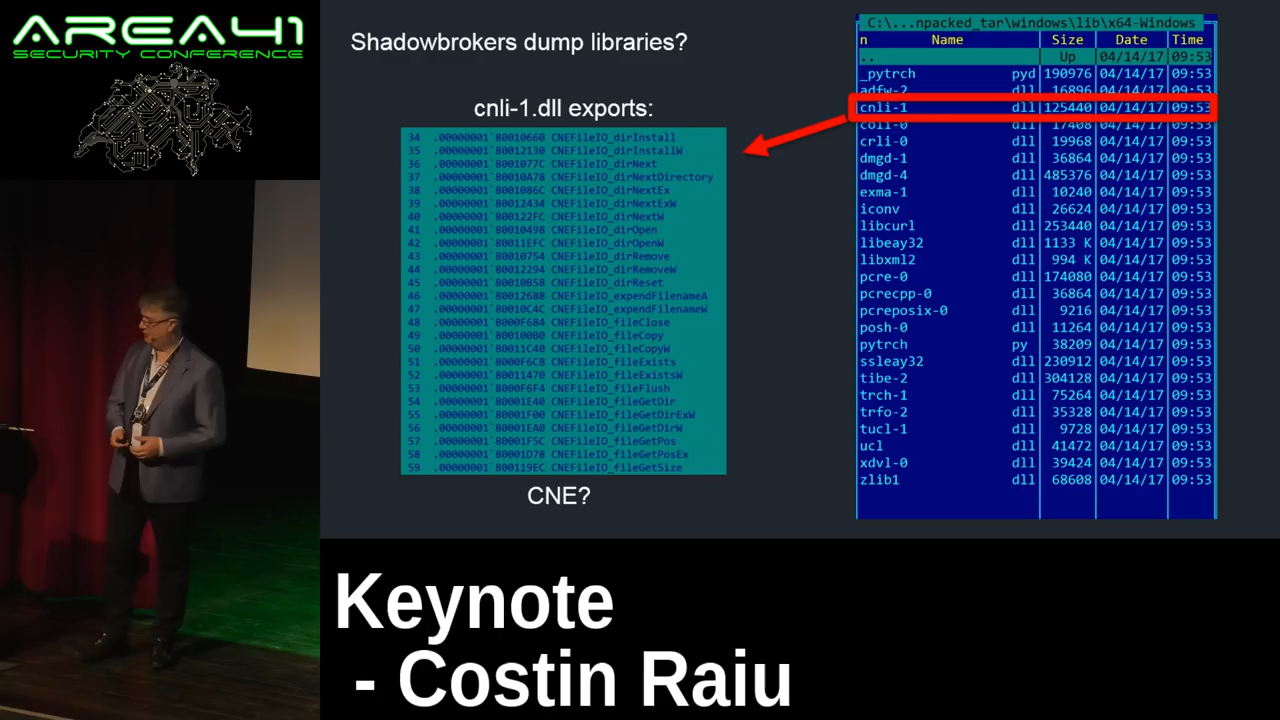 AREA41
SECURITY CONFERENCE
Shadowbrokers dump libraries?
cnli-1.dll exports:
34 .00000001`80010660 CNEFileIO_dirInstall
35 .00000001`80012130 CNEFileIO_dirInstallW
36 .00000001`8001077C CNEFileIO_dirNext
37 .00000001`80010A78 CNEFileIO_dirNextDirectory
38 .00000001`8001086C CNEFileIO_dirNextEx
39 .00000001`80012434 CNEFileIO_dirNextExW
40 .00000001`800122FC CNEFileIO_dirNextW
41 .00000001`80010498 CNEFileIO_dirOpen
42 .00000001`80011EFC CNEFileIO_dirOpenW
43 .00000001`80010754 CNEFileIO_dirRemove
44 .00000001`80012294 CNEFileIO_dirRemoveW
45 .00000001`80010B58 CNEFileIO_dirReset
46 .00000001`80012688 CNEFileIO_expendFilenameA
47 .00000001`80010C4C CNEFileIO_expendFilenameW
48 .00000001`8000F684 CNEFileIO_fileClose
49 .00000001`800100B0 CNEFileIO_fileCopy
50 .00000001`80011C40 CNEFileIO_fileCopyW
51 .00000001`8000F6C8 CNEFileIO_fileExists
52 .00000001`80011470 CNEFileIO_fileExistsW
53 .00000001`8000F6F4 CNEFileIO_fileFlush
54 .00000001`80001E40 CNEFileIO_fileGetDir
55 .00000001`80001F00 CNEFileIO_fileGetDirExW
56 .00000001`80001EA0 CNEFileIO_fileGetDirW
57 .00000001`80001F5C CNEFileIO_fileGetPos
58 .00000001`80001D78 CNEFileIO_fileGetPosEx
59 .00000001`800119EC CNEFileIO_fileGetSize
CNE?
C:\...npacked_tar\windows\lib\x64-Windows
n Name Size Date Time
.. Up 04/14/17 09:53
_pytrch pyd 190976 04/14/17 09:53
adfw-2 dll 16896 04/14/17 09:53
cnli-1 dll 125440 04/14/17 09:53
coli-0 dll 17408 04/14/17 09:53
crli-0 dll 19968 04/14/17 09:53
dmgd-1 dll 36864 04/14/17 09:53
dmgd-4 dll 485376 04/14/17 09:53
exma-1 dll 10240 04/14/17 09:53
iconv dll 26624 04/14/17 09:53
libcurl dll 253440 04/14/17 09:53
libeay32 dll 1133 K 04/14/17 09:53
libxml2 dll 994 K 04/14/17 09:53
pcre-0 dll 174080 04/14/17 09:53
pcrecpp-0 dll 36864 04/14/17 09:53
pcreposix-0 dll 9216 04/14/17 09:53
posh-0 dll 11264 04/14/17 09:53
pytrch py 38209 04/14/17 09:53
ssleay32 dll 230912 04/14/17 09:53
tibe-2 dll 304128 04/14/17 09:53
trch-1 dll 75264 04/14/17 09:53
trfo-2 dll 35328 04/14/17 09:53
tucl-1 dll 9728 04/14/17 09:53
ucl dll 41472 04/14/17 09:53
xdvl-0 dll 39424 04/14/17 09:53
zlib1 dll 68608 04/14/17 09:53
Keynote
- Costin Raiu